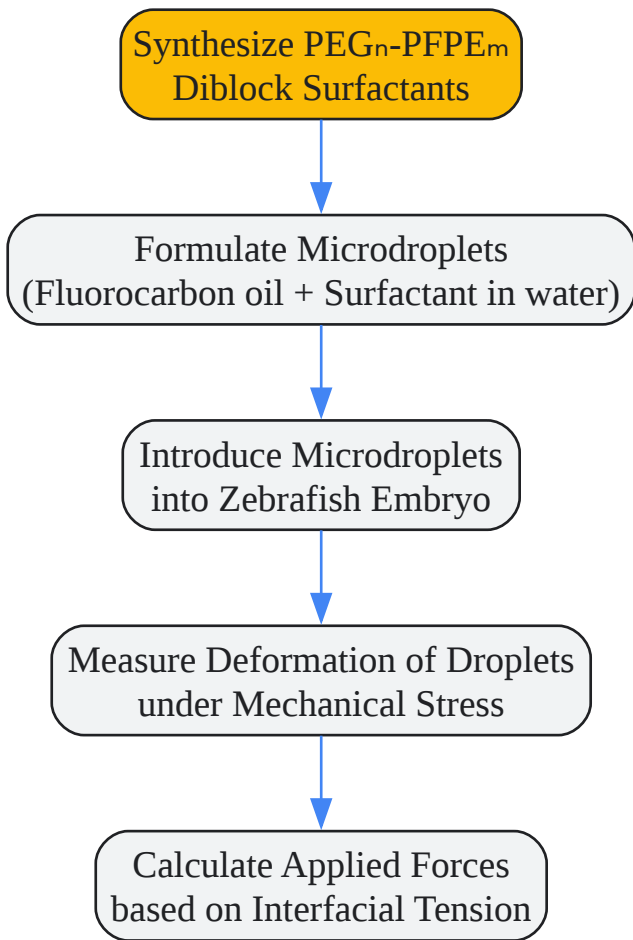 Synthesize PEGₙ-PFPEₘ
Diblock Surfactants
Formulate Microdroplets
(Fluorocarbon oil + Surfactant in water)
Introduce Microdroplets
into Zebrafish Embryo
Measure Deformation of Droplets
under Mechanical Stress
Calculate Applied Forces
based on Interfacial Tension